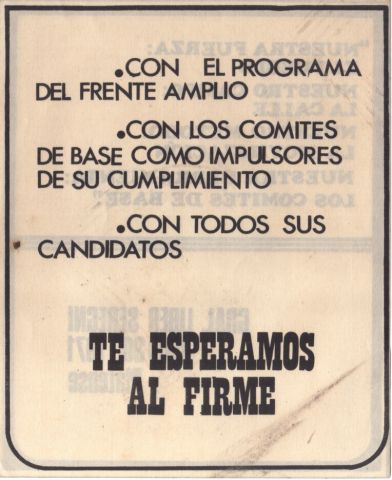 •CON EL PROGRAMA
DEL FRENTE AMPLIO
•CON LOS COMITES
DE BASE COMO IMPULSORES
DE SU CUMPLIMIENTO
•CON TODOS SUS
CANDIDATOS
TE ESPERAMOS
AL FIRME